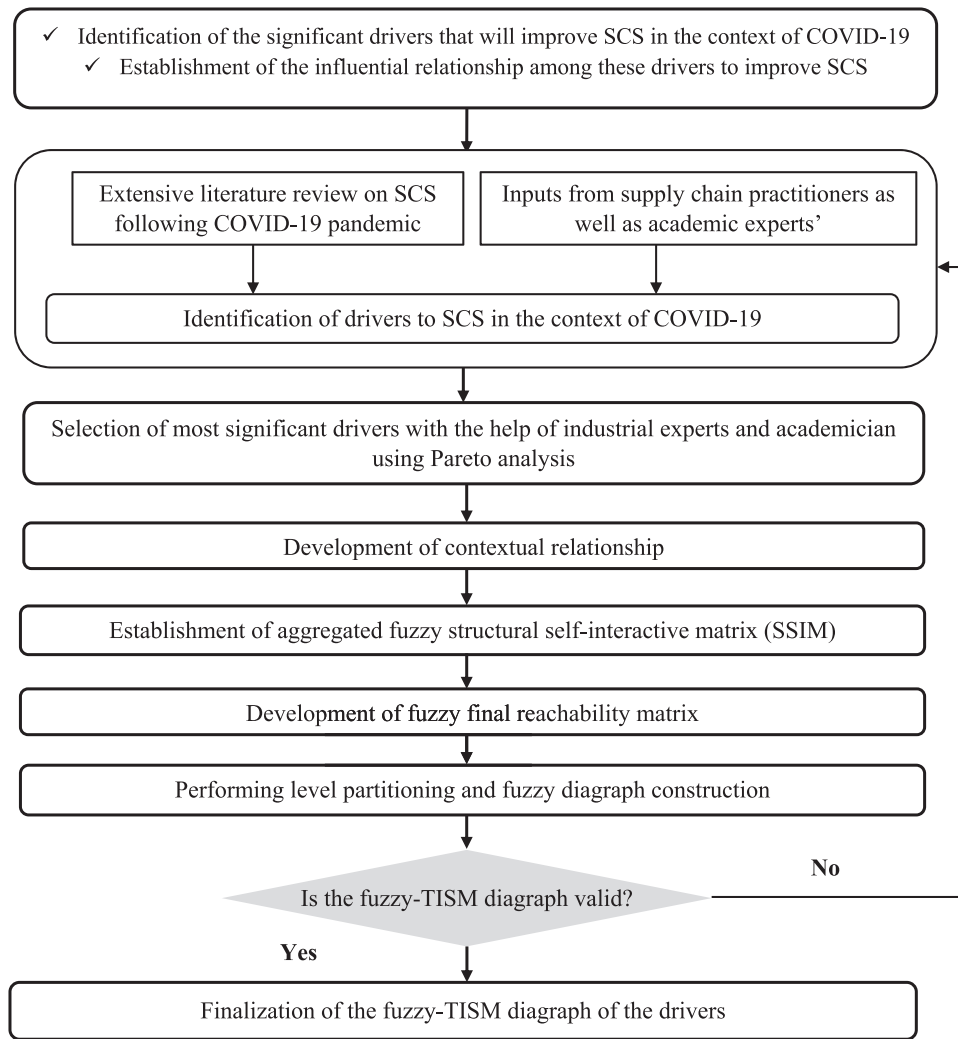 ✓ Identification of the significant drivers that will improve SCS in the context of COVID-19
✓ Establishment of the influential relationship among these drivers to improve SCS
Extensive literature review on SCS
following COVID-19 pandemic
Inputs from supply chain practitioners as
well as academic experts’
Identification of drivers to SCS in the context of COVID-19
Selection of most significant drivers with the help of industrial experts and academician
using Pareto analysis
Development of contextual relationship
Establishment of aggregated fuzzy structural self-interactive matrix (SSIM)
Development of fuzzy final reachability matrix
Performing level partitioning and fuzzy diagraph construction
Is the fuzzy-TISM diagraph valid?
No
Yes
Finalization of the fuzzy-TISM diagraph of the drivers